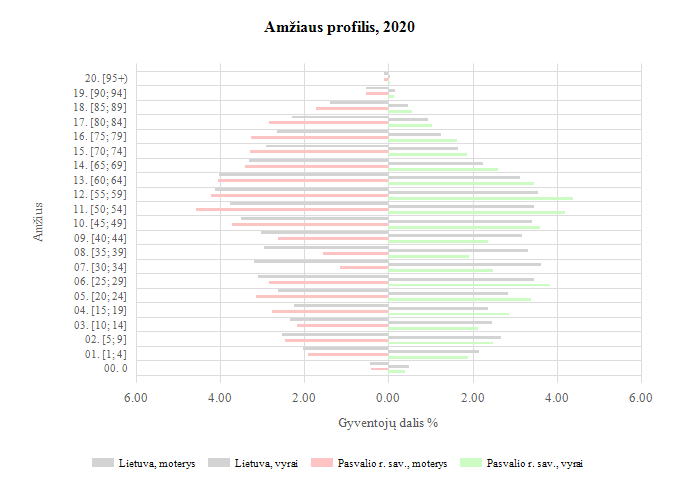 Amžiaus profilis, 2020
20. [95+)
19. [90; 94]
18. [85; 89]
17. [80; 84]
16. [75; 79]
15. [70; 74]
14. [65; 69]
13. [60; 64]
12. [55; 59]
11. [50; 54]
10. [45; 49]
09. [40; 44]
08. [35; 39]
07. [30; 34]
06. [25; 29]
05. [20; 24]
04. [15; 19]
03. [10; 14]
02. [5; 9]
01. [1; 4]
00. 0
Amžius
6.00 4.00 2.00 0.00 2.00 4.00 6.00
Gyventojų dalis %
Lietuva, moterys Lietuva, vyrai Pasvalio r. sav., moterys Pasvalio r. sav., vyrai